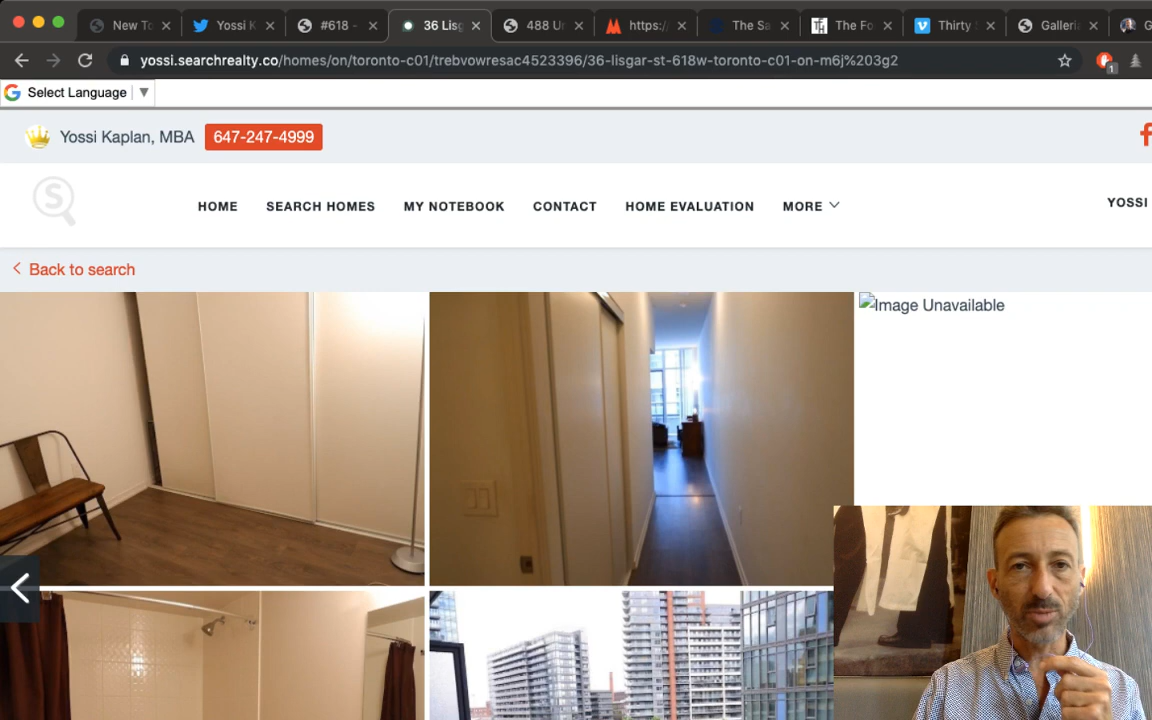 New To
Yossi K
#618 -
36 Lisg
488 Ur
https:/
The Sa
The Fo
Thirty
Galleri
G
yossi.searchrealty.co/homes/on/toronto-c01/trebvowresac4523396/36-lisgar-st-618w-toronto-c01-on-m6j%203g2
1
Select Language
Yossi Kaplan, MBA 647-247-4999
S
HOME SEARCH HOMES MY NOTEBOOK CONTACT HOME EVALUATION MORE YOSSI
Back to search
Image Unavailable